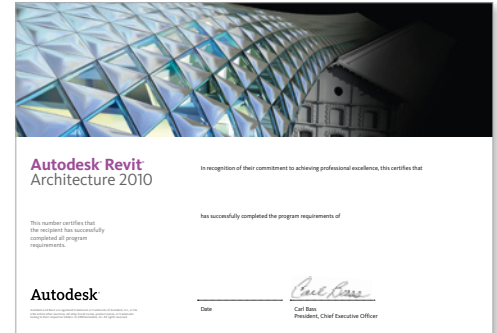 Autodesk® Revit®
Architecture 2010
In recognition of their commitment to achieving professional excellence, this certifies that
has successfully completed the program requirements of
This number certifies that
the recipient has successfully
completed all program
requirements.
Autodesk®
Carl Bass
Date
Carl Bass
President, Chief Executive Officer